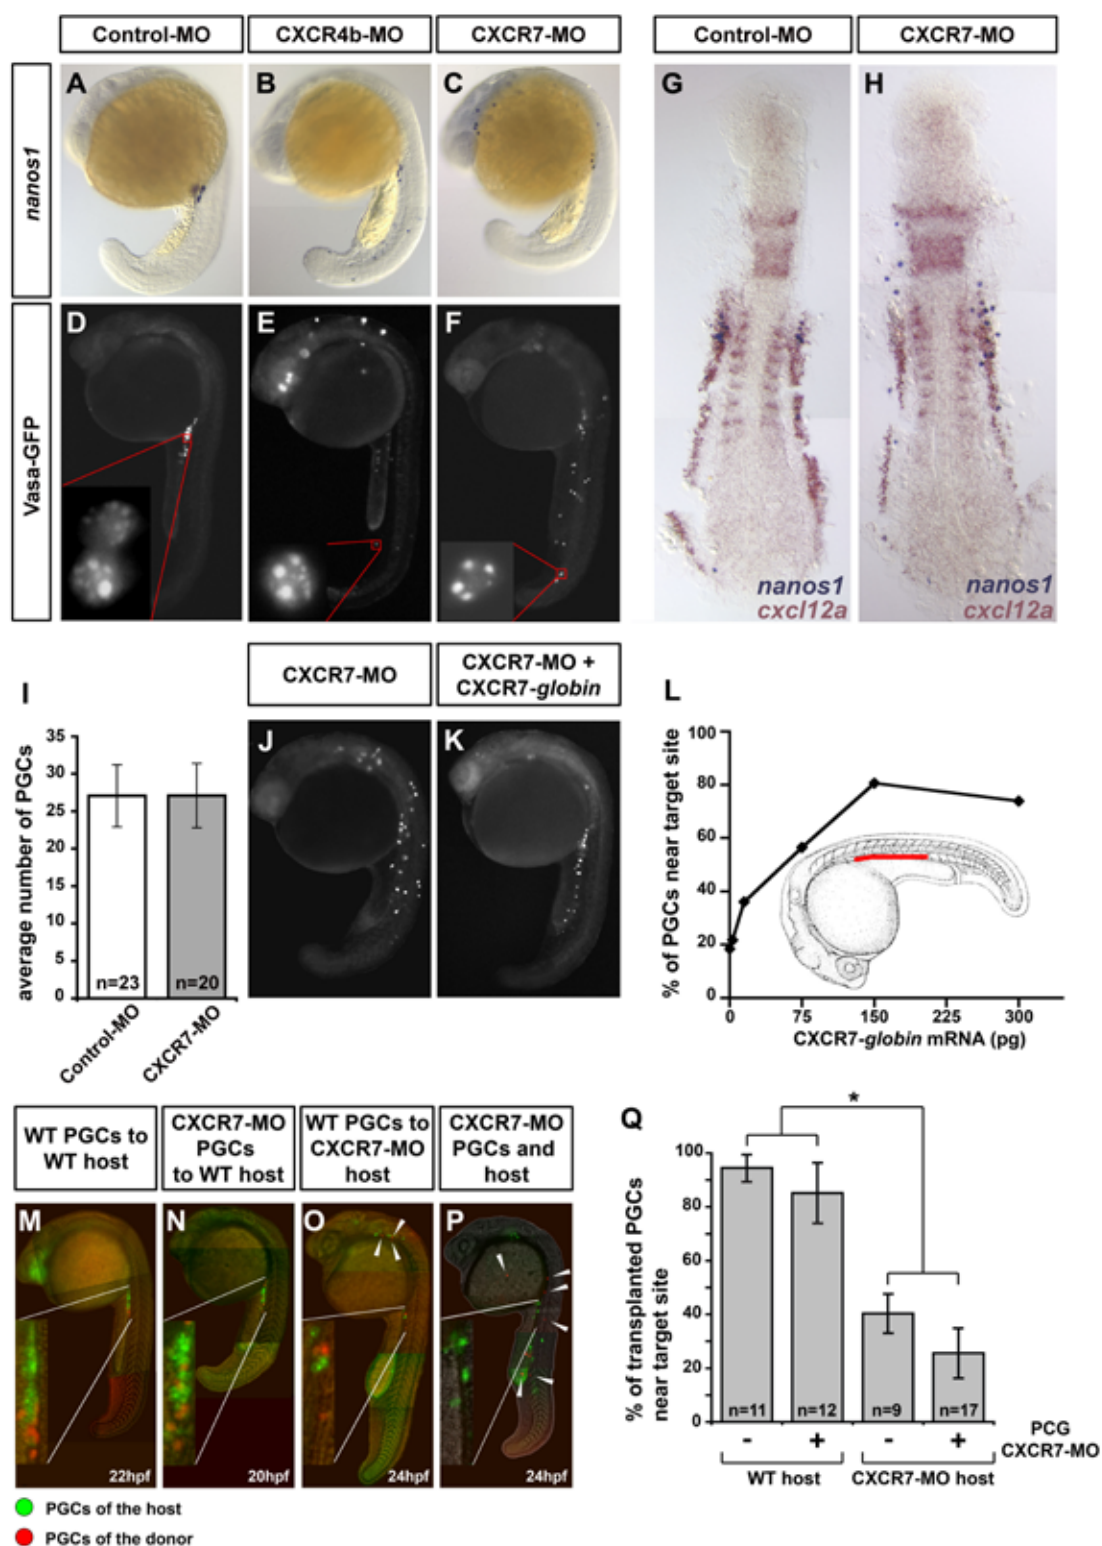 Control-MO
CXCR4b-MO
CXCR7-MO
Control-MO
CXCR7-MO
nanos1
A
B
C
G
H
Vasa-GFP
D
E
F
nanos1
cxcl12a
nanos1
cxcl12a
I
average number of PGCs
35
30
25
20
15
10
5
0
n=23
n=20
Control-MO
CXCR7-MO
CXCR7-MO
CXCR7-MO +
CXCR7-globin
J
K
L
% of PGCs near target site
100
80
60
40
20
0
0
75
150
225
300
CXCR7-globin mRNA (pg)
WT PGCs to
WT host
CXCR7-MO
PGCs
to WT host
WT PGCs to
CXCR7-MO
host
CXCR7-MO
PGCs and
host
M
22hpf
N
20hpf
O
24hpf
P
24hpf
PGCs of the host
PGCs of the donor
Q
*
% of transplanted PGCs
near target site
100
80
60
40
20
0
n=11
n=12
n=9
n=17
-
+
-
+
PCG
CXCR7-MO
WT host
CXCR7-MO host